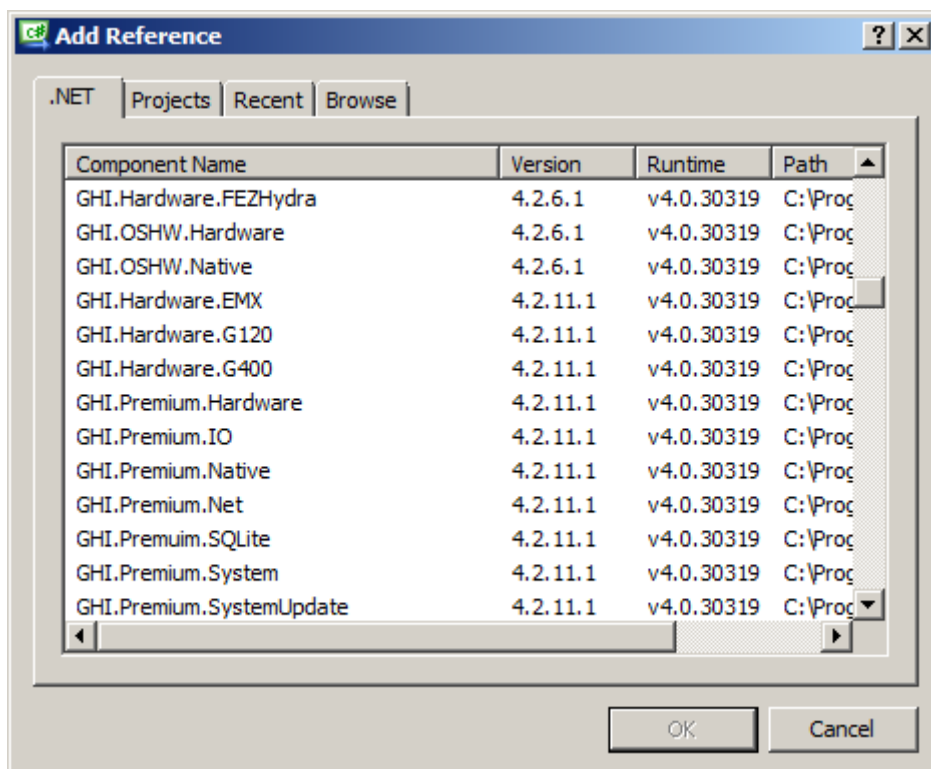 C# Add Reference ? X
.NET Projects Recent Browse
Component Name Version Runtime Path
GHI.Hardware.FEZHydra 4.2.6.1 v4.0.30319 C:\Prog
GHI.OSHW.Hardware 4.2.6.1 v4.0.30319 C:\Prog
GHI.OSHW.Native 4.2.6.1 v4.0.30319 C:\Prog
GHI.Hardware.EMX 4.2.11.1 v4.0.30319 C:\Prog
GHI.Hardware.G120 4.2.11.1 v4.0.30319 C:\Prog
GHI.Hardware.G400 4.2.11.1 v4.0.30319 C:\Prog
GHI.Premium.Hardware 4.2.11.1 v4.0.30319 C:\Prog
GHI.Premium.IO 4.2.11.1 v4.0.30319 C:\Prog
GHI.Premium.Native 4.2.11.1 v4.0.30319 C:\Prog
GHI.Premium.Net 4.2.11.1 v4.0.30319 C:\Prog
GHI.Premuim.SQLite 4.2.11.1 v4.0.30319 C:\Prog
GHI.Premium.System 4.2.11.1 v4.0.30319 C:\Prog
GHI.Premium.SystemUpdate 4.2.11.1 v4.0.30319 C:\Prog
OK Cancel